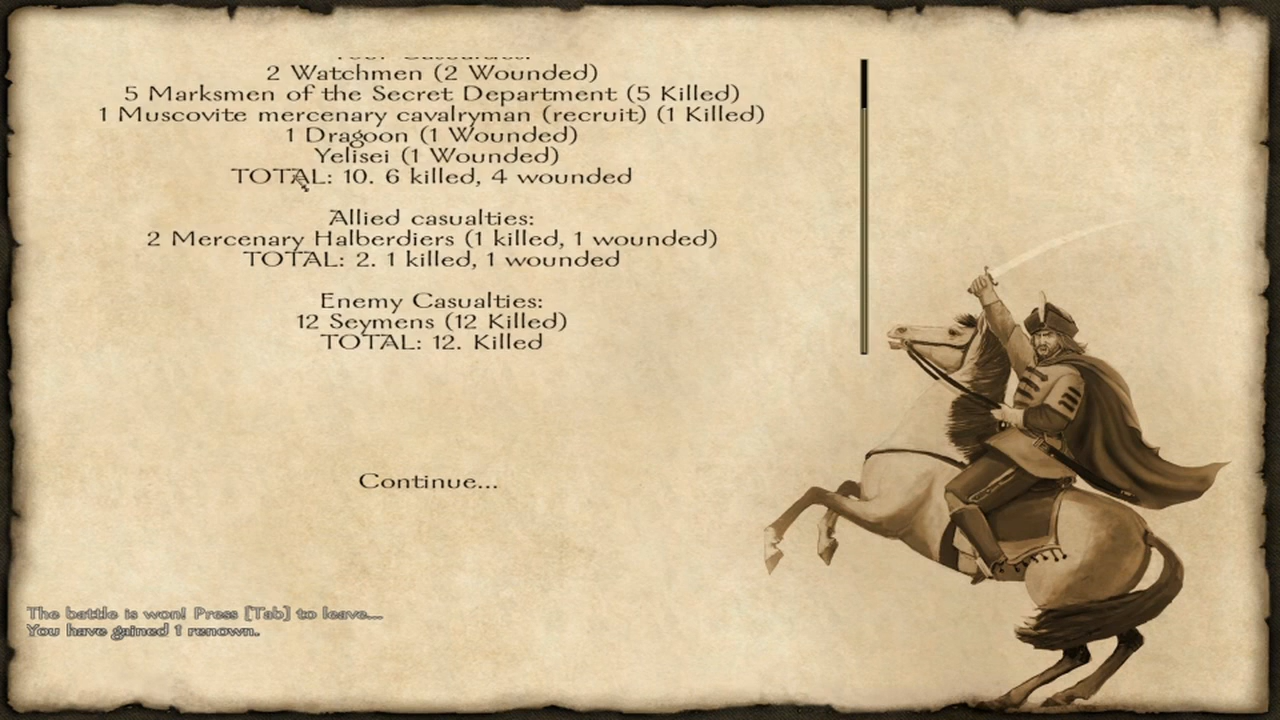 2 Watchmen (2 Wounded)
5 Marksmen of the Secret Department (5 Killed)
1 Muscovite mercenary cavalryman (recruit) (1 Killed)
1 Dragoon (1 Wounded)
Yelisei (1 Wounded)
TOTAL: 10. 6 killed, 4 wounded
Allied casualties:
2 Mercenary Halberdiers (1 killed, 1 wounded)
TOTAL: 2. 1 killed, 1 wounded
Enemy Casualties:
12 Seymens (12 Killed)
TOTAL: 12. Killed
Continue...
The battle is won! Press [Tab] to leave...
You have gained 1 renown.